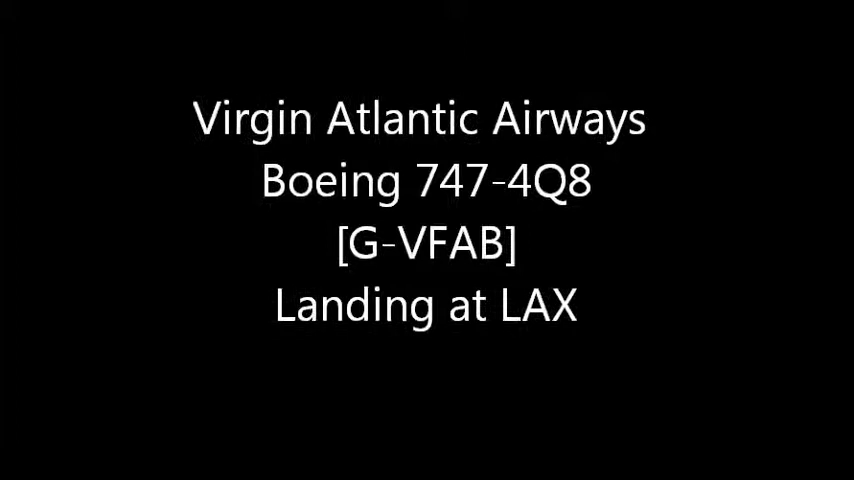 Virgin Atlantic Airways
Boeing 747-4Q8
[G-VFAB]
Landing at LAX